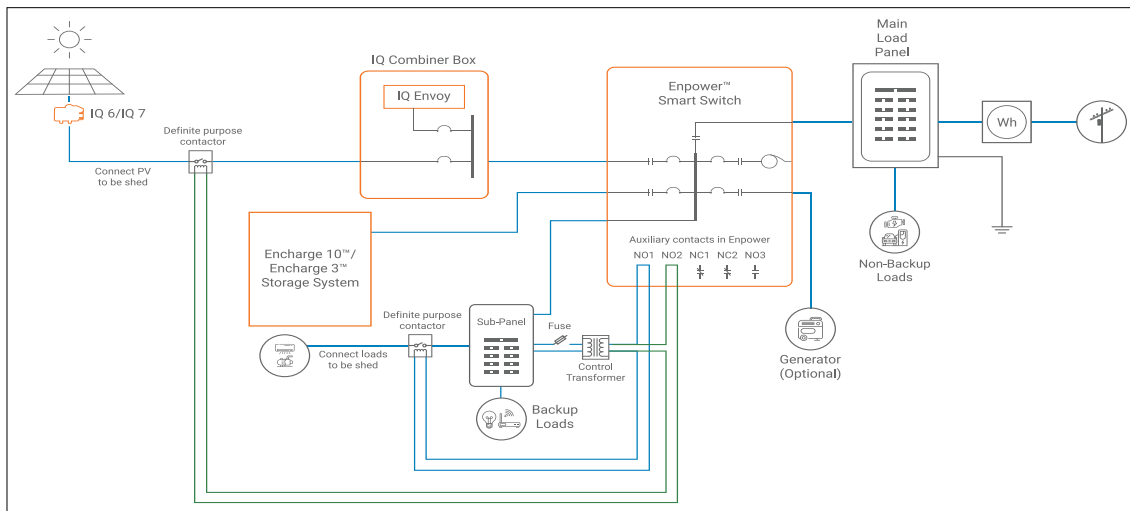 Main
Load
Panel
IQ Combiner Box
IQ Envoy
Enpower™
Smart Switch
IQ 6/IQ 7
Wh
Definite purpose
contactor
Connect PV
to be shed
Encharge 10™/
Encharge 3™
Storage System
Auxiliary contacts in Enpower
NO1 NO2 NC1 NC2 NO3
Non-Backup
Loads
Definite purpose
contactor
Sub-Panel
Fuse
Connect loads
to be shed
Control
Transformer
Generator
(Optional)
Backup
Loads